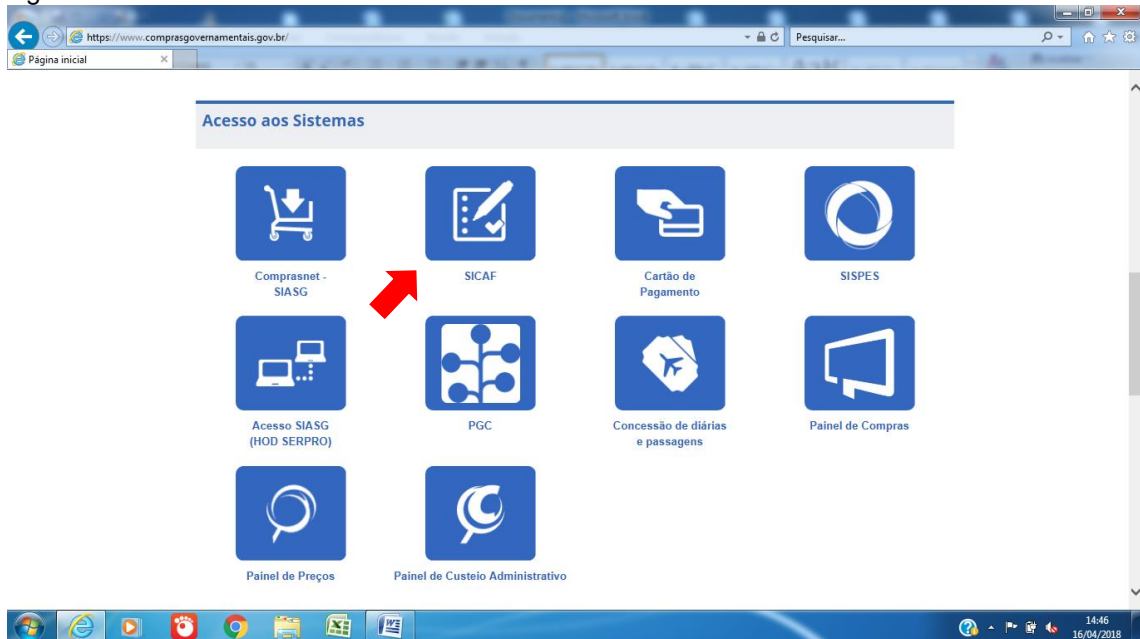 https://www.comprasgovernamentais.gov.br/
Pesquisar...
Página inicial
Acesso aos Sistemas
Comprasnet -
SIASG
SICAF
Cartão de
Pagamento
SISPES
Acesso SIASG
(HOD SERPRO)
PGC
Concessão de diárias
e passagens
Painel de Compras
Painel de Preços
Painel de Custeio Administrativo
14:46
16/04/2018